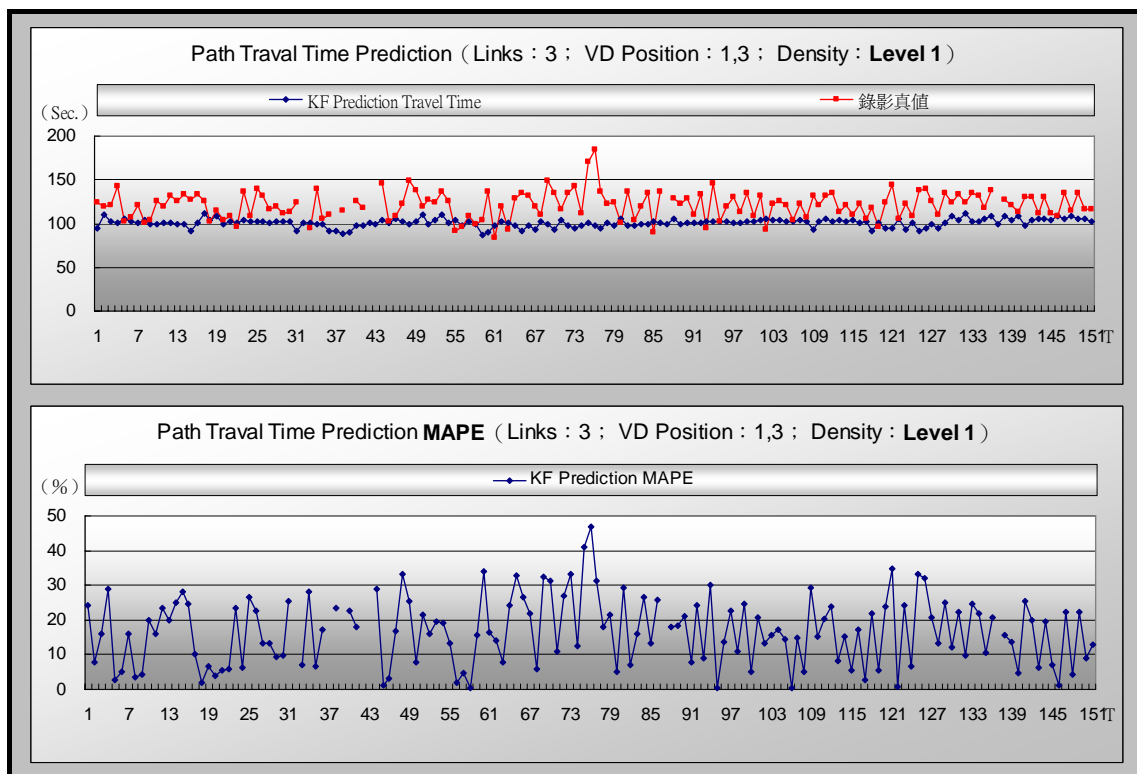 Path Traval Time Prediction（Links：3； VD Position：1,3； Density：Level 1）
KF Prediction Travel Time 錄影真値
（Sec.）
200
150
100
50
0
1 7 13 19 25 31 37 43 49 55 61 67 73 79 85 91 97 103 109 115 121 127 133 139 145 151 T
Path Traval Time Prediction MAPE（Links：3； VD Position：1,3； Density：Level 1）
KF Prediction MAPE
（%）
50
40
30
20
10
0
1 7 13 19 25 31 37 43 49 55 61 67 73 79 85 91 97 103 109 115 121 127 133 139 145 151 T